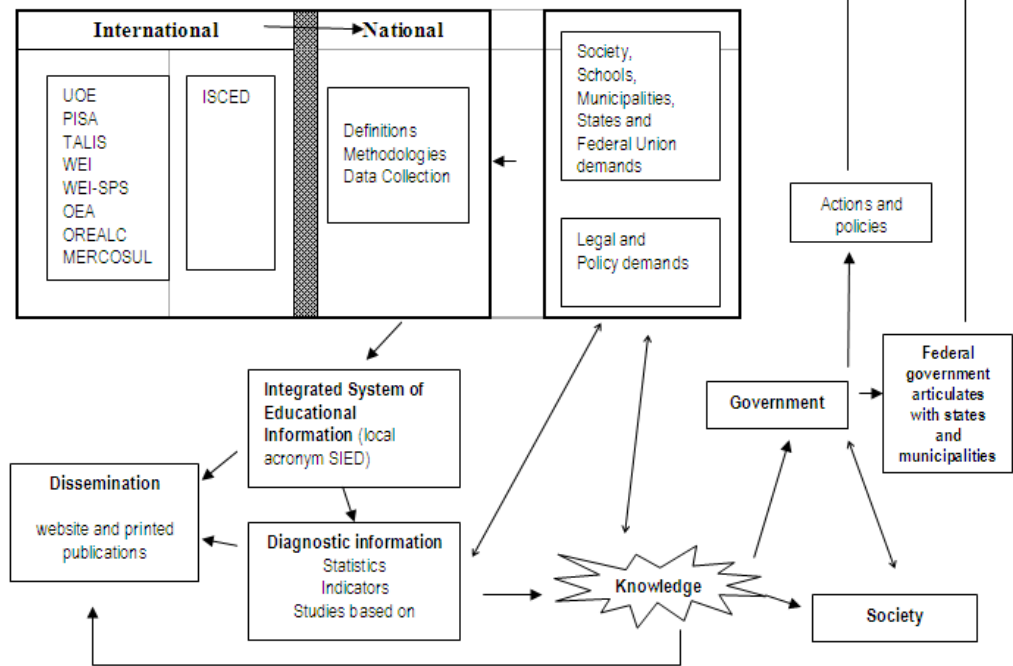 International
National
UOE
PISA
TALIS
WEI
WEI-SPS
OEA
OREALC
MERCOSUL
ISCED
Definitions
Methodologies
Data Collection
Society,
Schools,
Municipalities,
States and
Federal Union
demands
Legal and
Policy demands
Actions and
policies
Federal
government
articulates
with states
and
municipalities
Government
Integrated System of
Educational
Information (local
acronym SIED)
Dissemination
website and printed
publications
Diagnostic information
Statistics
Indicators
Studies based on
Knowledge
Society